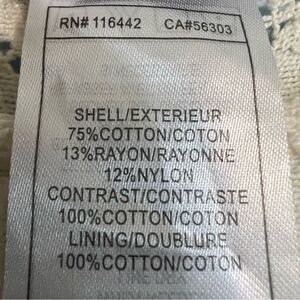 RN# 116442 CA#56303
SHELL/EXTERIEUR
75%COTTON/COTON
13%RAYON/RAYONNE
12%NYLON
CONTRAST/CONTRASTE
100%COTTON/COTON
LINING/DOUBLURE
100%COTTON/COTON